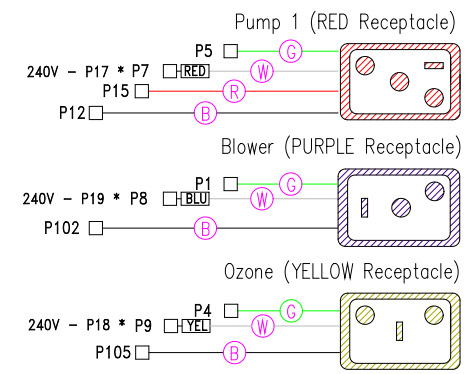 Pump 1 (RED Receptacle)
P5 G
240V - P17 * P7 RED W
P15 R
P12 B
Blower (PURPLE Receptacle)
P1 G
240V - P19 * P8 BLU W
P102 B
Ozone (YELLOW Receptacle)
P4 G
240V - P18 * P9 YEL W
P105 B